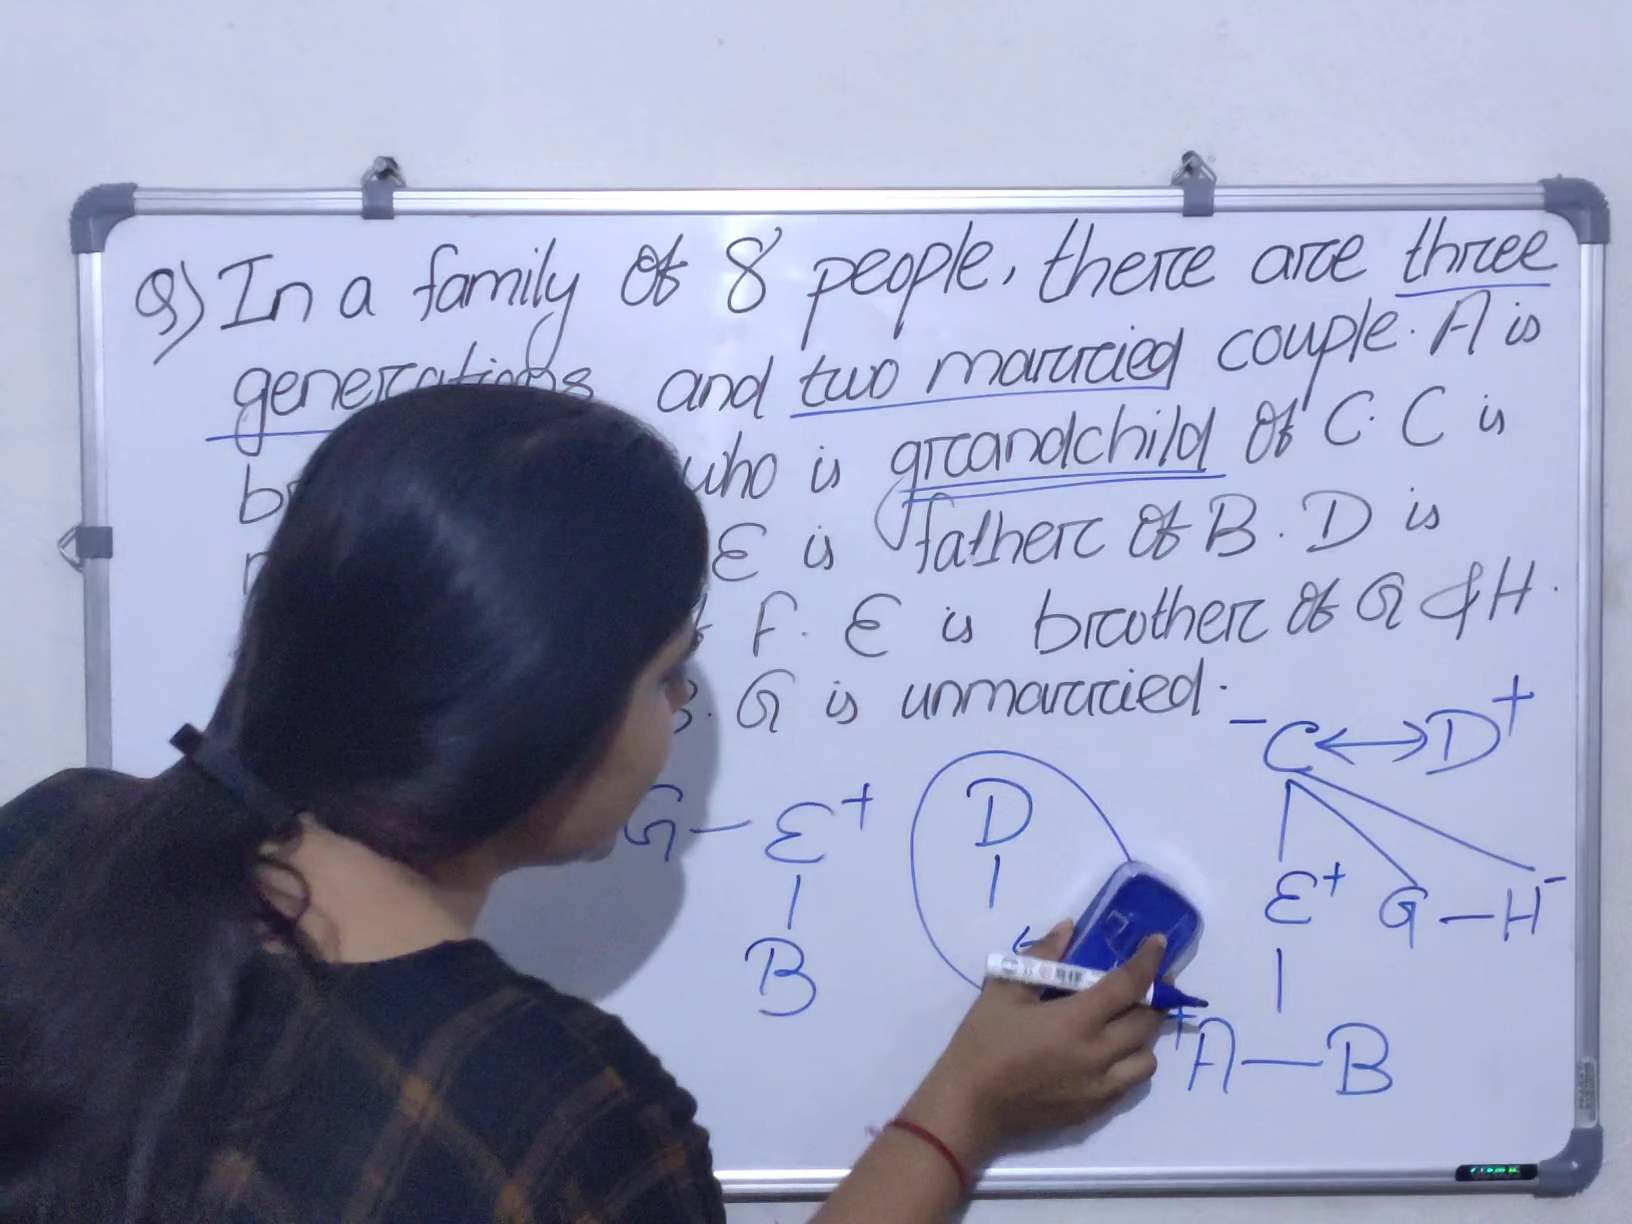 Q) In a family of 8 people, there are three
generations and two married couple. A is
who is grandchild of C. C is
E is father of B. D is
F. E is brother of G & H.
G is unmarried.
- C ↔ D +
G - E +
D
E + G - H -
B
+ A - B